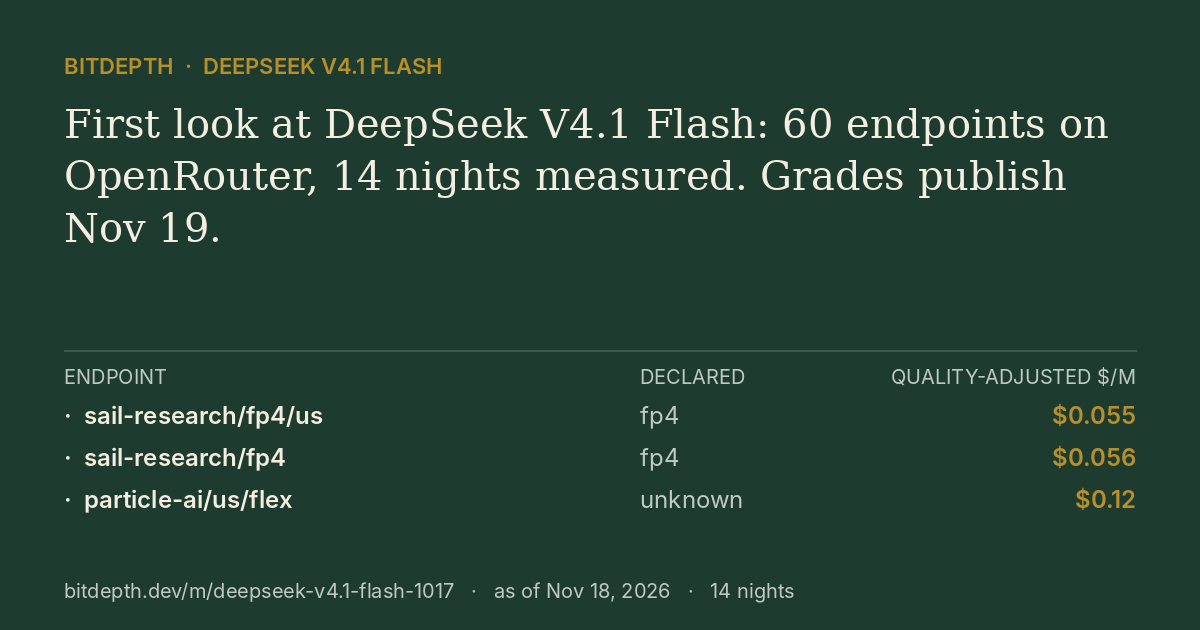 BITDEPTH · DEEPSEEK V4.1 FLASH
First look at DeepSeek V4.1 Flash: 60 endpoints on
OpenRouter, 14 nights measured. Grades publish
Nov 19.
ENDPOINT DECLARED QUALITY-ADJUSTED $/M
· sail-research/fp4/us fp4 $0.055
· sail-research/fp4 fp4 $0.056
· particle-ai/us/flex unknown $0.12
bitdepth.dev/m/deepseek-v4.1-flash-1017 · as of Nov 18, 2026 · 14 nights